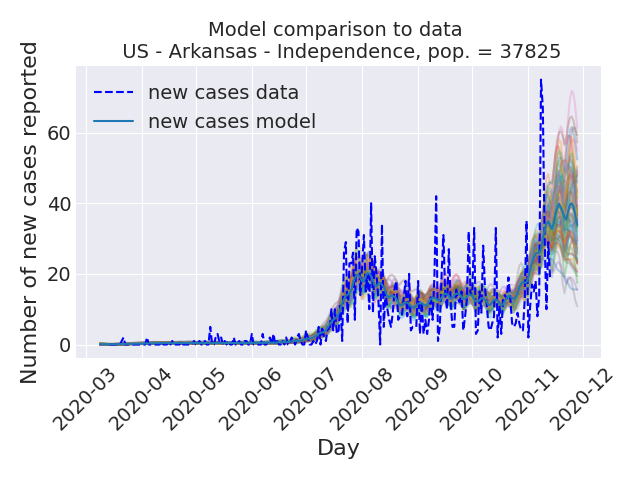 Model comparison to data
US - Arkansas - Independence, pop. = 37825
Number of new cases reported
new cases data
new cases model
60
40
20
0
2020-03
2020-04
2020-05
2020-06
2020-07
2020-08
2020-09
2020-10
2020-11
2020-12
Day